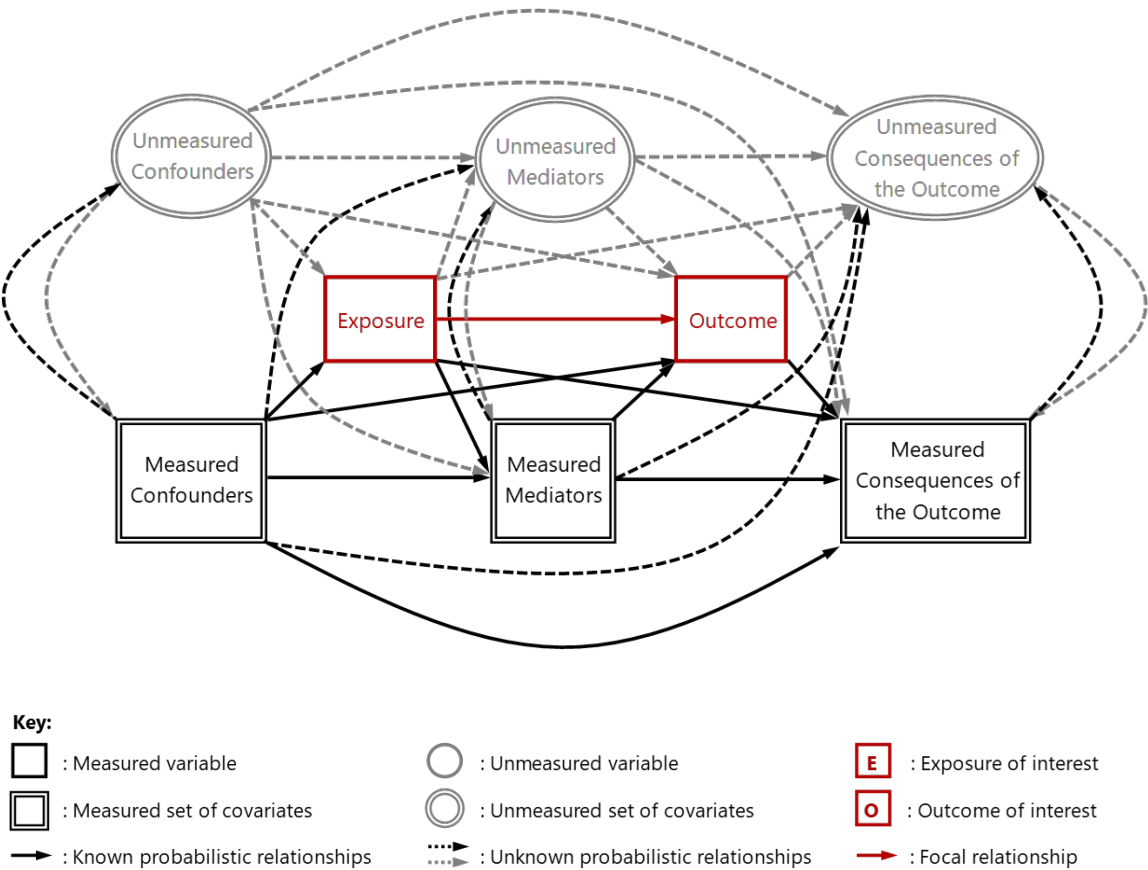 Unmeasured
Confounders
Unmeasured
Mediators
Unmeasured
Consequences of
the Outcome
Exposure
Outcome
Measured
Confounders
Measured
Mediators
Measured
Consequences of
the Outcome
Key:
: Measured variable
: Unmeasured variable
E : Exposure of interest
: Measured set of covariates
: Unmeasured set of covariates
O : Outcome of interest
: Known probabilistic relationships
: Unknown probabilistic relationships
: Focal relationship